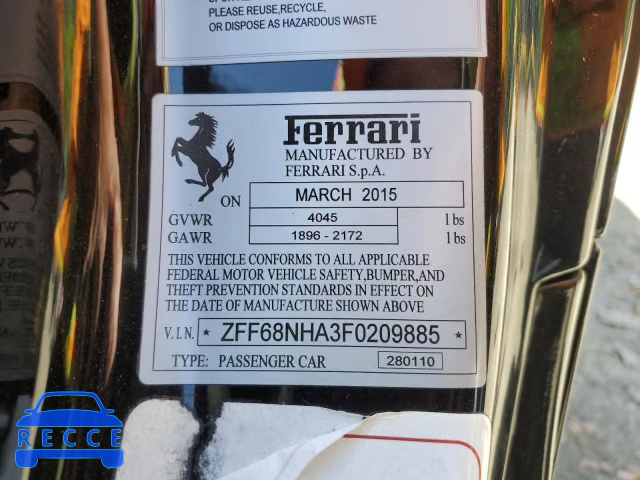 PLEASE REUSE,RECYCLE,
OR DISPOSE AS HAZARDOUS WASTE
Ferrari
MANUFACTURED BY
FERRARI S.p.A.
ON MARCH 2015
GVWR 4045 lbs
GAWR 1896 - 2172 lbs
THIS VEHICLE CONFORMS TO ALL APPLICABLE
FEDERAL MOTOR VEHICLE SAFETY,BUMPER,AND
THEFT PREVENTION STANDARDS IN EFFECT ON
THE DATE OF MANUFACTURE SHOWN ABOVE
V.I.N. * ZFF68NHA3F0209885 *
TYPE: PASSENGER CAR 280110
RECCE